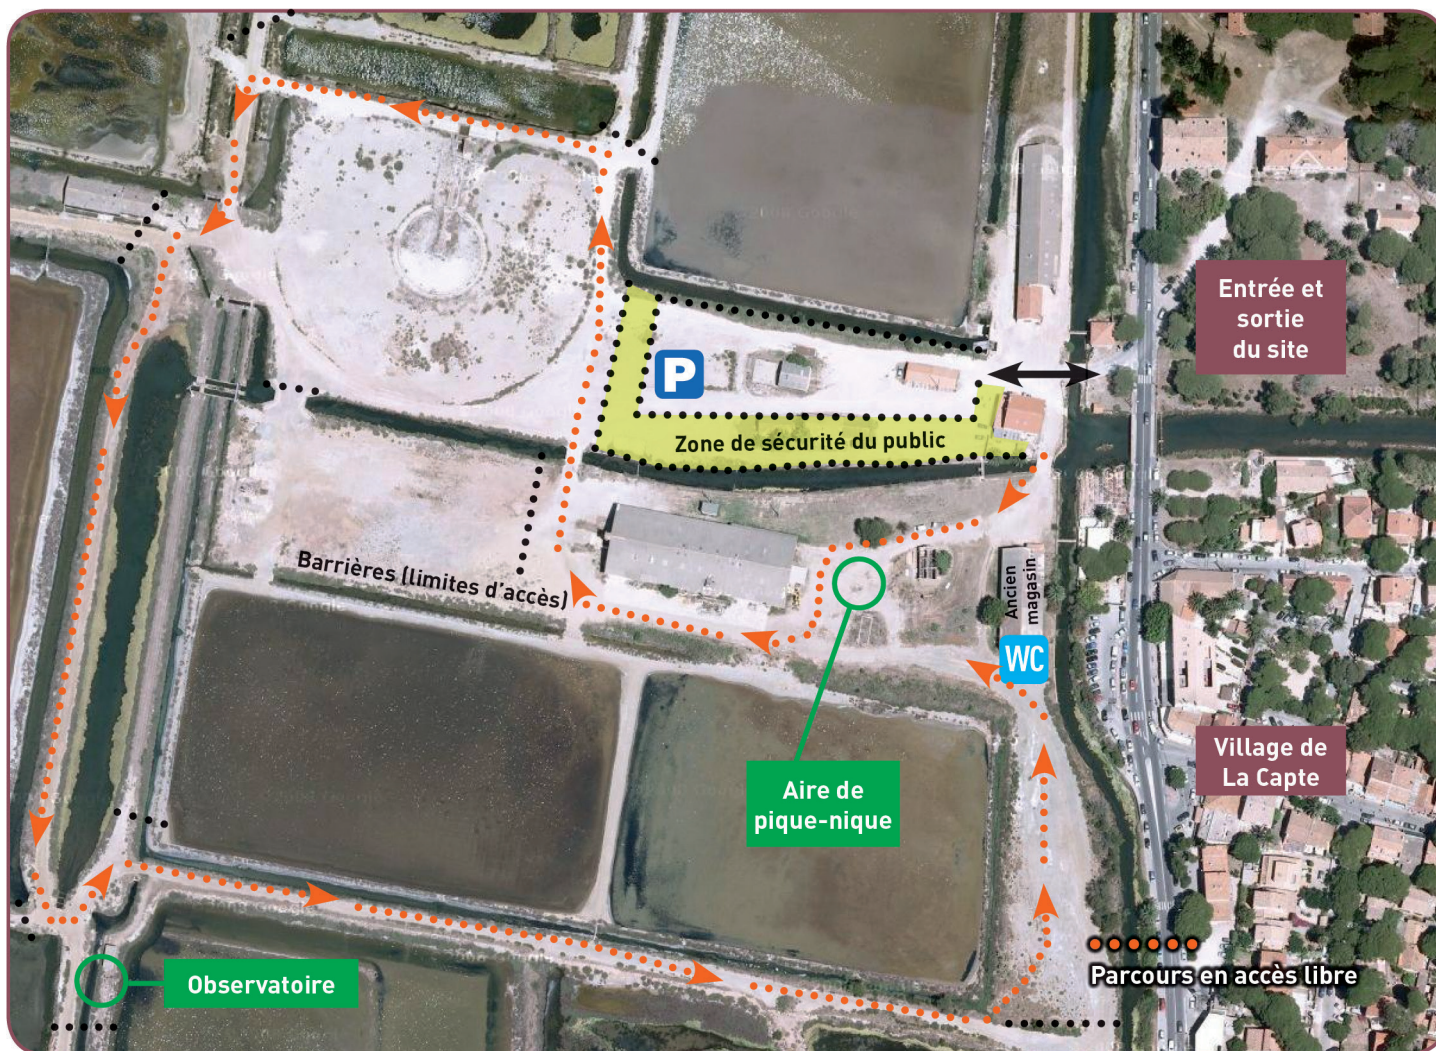 Entrée et
sortie
du site
P
Zone de sécurité du public
Barrières (limites d'accès)
Ancien
magasin
WC
Village de
La Capte
Aire de
pique-nique
Parcours en accès libre
Observatoire